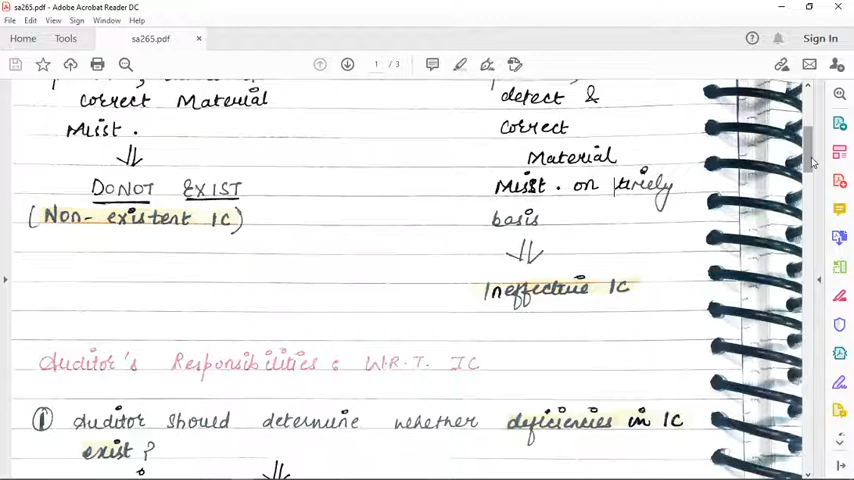 sa265.pdf - Adobe Acrobat Reader DC
File Edit View Sign Window Help
Home Tools sa265.pdf × Sign In
1 / 3
correct Material
Misst.
DONOT EXIST
(Non-existent IC)
detect &
correct
Material
Misst. on timely
basis
Ineffective IC
Auditor's Responsibilities: W.R.T. IC
① Auditor should determine whether deficiencies in IC
exist?